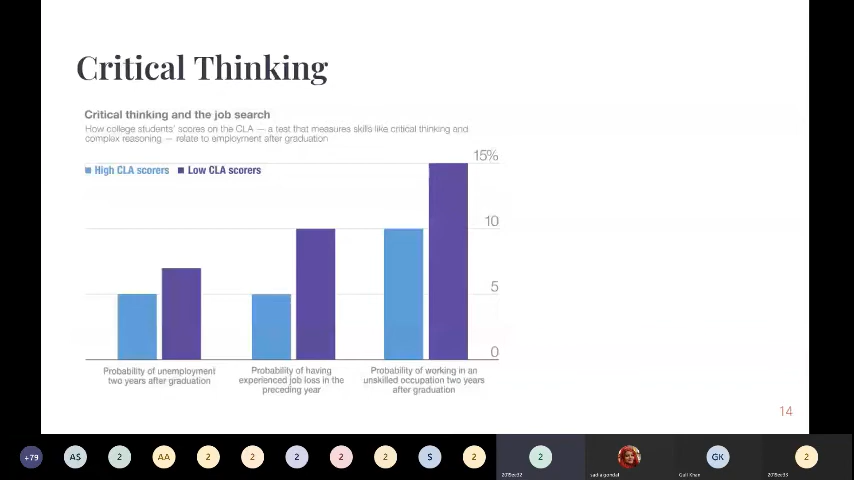 Critical Thinking
Critical thinking and the job search
How college students' scores on the CLA — a test that measures skills like critical thinking and
complex reasoning — relate to employment after graduation
High CLA scorers Low CLA scorers
15%
10
5
0
Probability of unemployment
two years after graduation
Probability of having
experienced job loss in the
preceding year
Probability of working in an
unskilled occupation two years
after graduation
14
+79 AS 2 AA 2 2 2 2 2 S 2 2 GK 2
Gull Khan